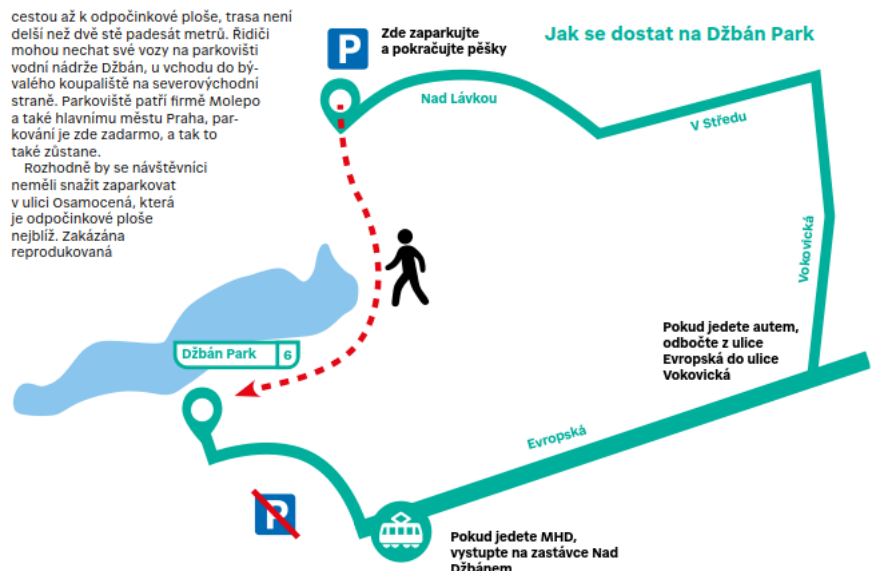 cestou až k odpočinkové ploše, trasa není
delší než dvě stě padesát metrů. Řidiči
mohou nechat své vozy na parkovišti
vodní nádrže Džbán, u vchodu do bý-
valého koupaliště na severovýchodní
straně. Parkoviště patří firmě Molepo
a také hlavnímu městu Praha, par-
kování je zde zadarmo, a tak to
také zůstane.
Rozhodně by se návštěvníci
neměli snažit zaparkovat
v ulici Osamocená, která
je odpočinkové ploše
nejblíž. Zakázána
reprodukovaná
P
Zde zaparkujte
a pokračujte pěšky
Jak se dostat na Džbán Park
Nad Lávkou
V Středu
Vokovická
Pokud jedete autem,
odbočte z ulice
Evropská do ulice
Vokovická
Džbán Park 6
Evropská
P
Pokud jedete MHD,
vystupte na zastávce Nad
Džbánem